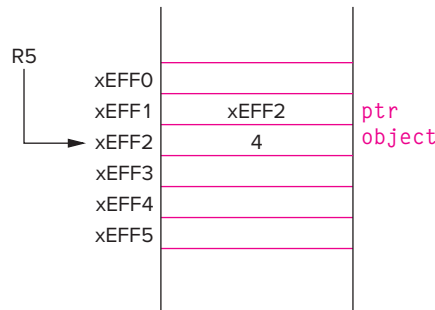 R5
xEFF0
xEFF1 xEFF2 ptr
xEFF2 4 object
xEFF3
xEFF4
xEFF5